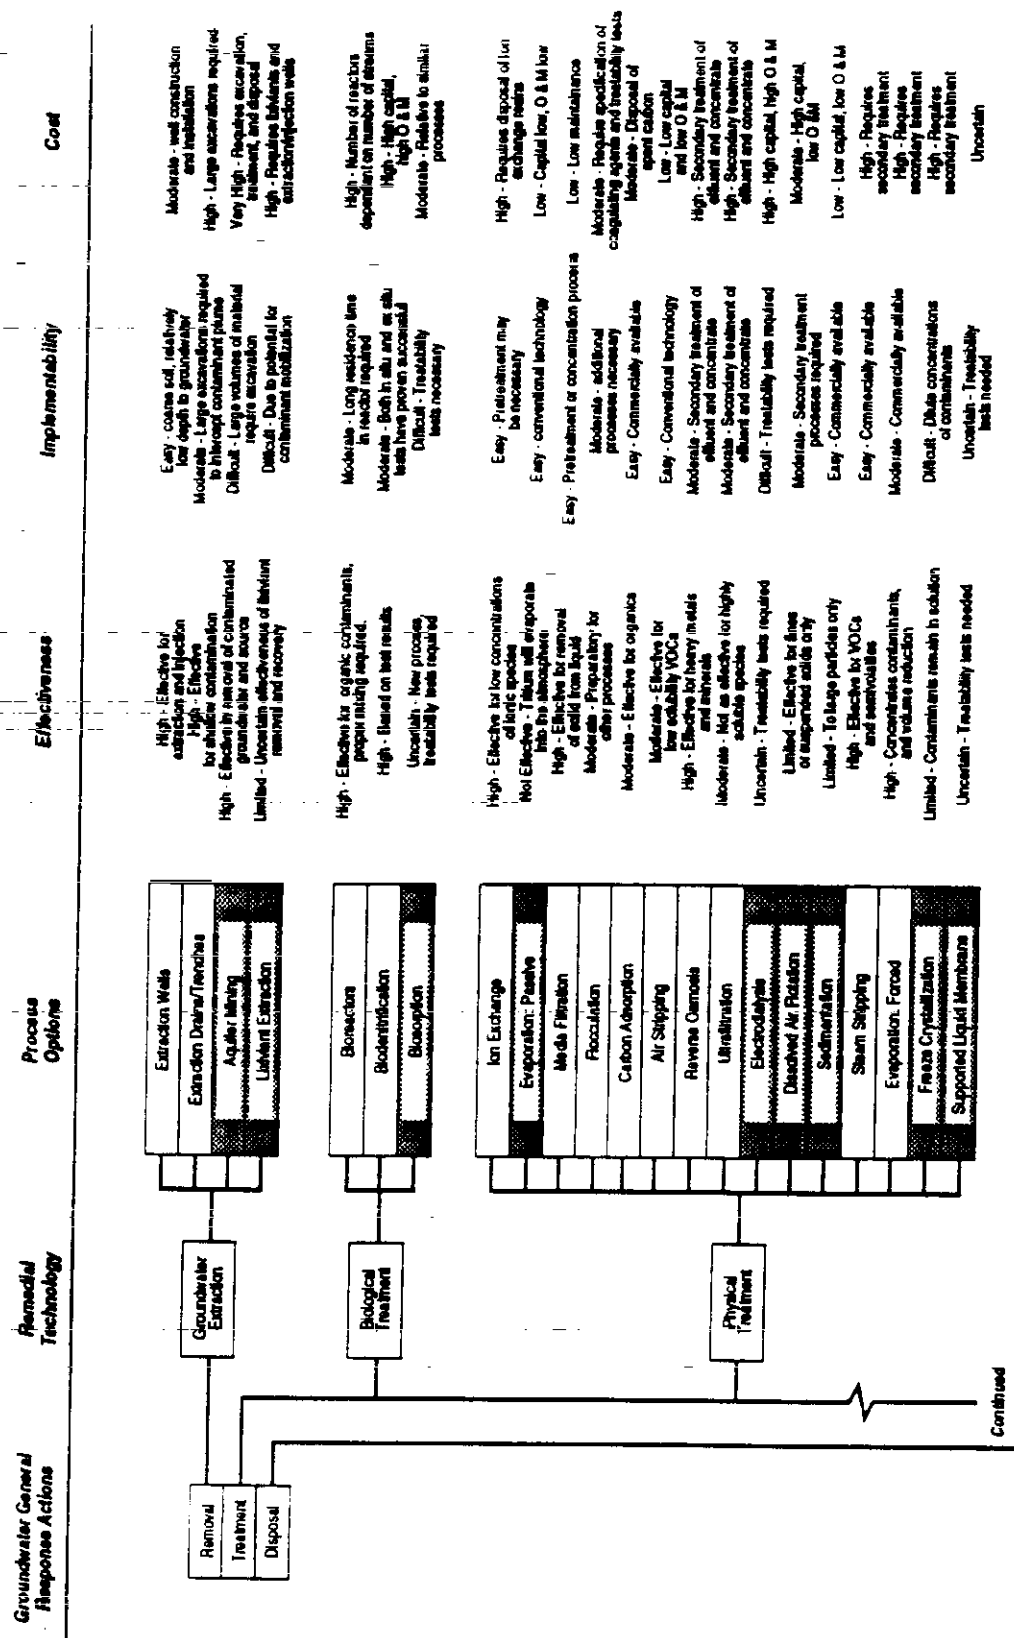 Groundwater General
Response Actions
Remedial
Technology
Process
Options
Effectiveness
Implementability
Cost
Removal
Treatment
Disposal
Groundwater
Extraction
Extraction Wells
High - Effective for
extraction and injection
Easy - coarse soil, relatively
low depth to groundwater
Moderate - well construction
and installation
Extraction Drains/Trenches
High - Effective
for shallow contamination
Moderate - Large excavations required
to intercept contaminant plume
High - Large excavations required
Aquifer Mining
High - Effective in removal of contaminated
groundwater and source
Difficult - Large volumes of material
require excavation
Very High - Requires excavation,
treatment, and disposal
Lixiviant Extraction
Limited - Uncertain effectiveness of lixiviant
removal and recovery
Difficult - Due to potential for
contaminant mobilization
High - Requires lixiviants and
extraction/injection wells
Biological
Treatment
Bioreactors
High - Effective for organic contaminants,
proper mixing required.
Moderate - Long residence time
in reactor required
High - Number of reactors
dependant on number of streams
Biodenitrification
High - Based on test results
Moderate - Both in situ and ex situ
tests have proven successful
High - High capital,
high O & M
Biosorption
Uncertain - New process,
treatability tests required
Difficult - Treatability
tests necessary
Moderate - Relative to similar
processes
Physical
Treatment
Ion Exchange
High - Effective for low concentrations
of ionic species
Easy - Pretreatment may
be necessary
High - Requires disposal of ion
exchange resins
Evaporation: Passive
Not Effective - Tritium will evaporate
into the atmosphere
Easy - conventional technology
Low - Capital low, O & M low
Media Filtration
High - Effective for removal
of solid from liquid
Easy - Pretreatment or concentration process
Low - Low maintainance
Flocculation
Moderate - Preparatory for
other processes
Moderate - additional
processes necessary
Moderate - Require specification of
coagulating agents and treatability tests
Carbon Adsorption
Moderate - Effective for organics
Easy - Commercially available
Moderate - Disposal of
spent carbon
Air Stripping
Moderate - Effective for
low solubility VOCs
Easy - Conventional technology
Low - Low capital
and low O & M
Reverse Osmosis
High - Effective for heavy metals
and minerals
Moderate - Secondary treatment of
effluent and concentrate
High - Secondary treatment of
effluent and concentrate
Ultrafiltration
Moderate - Not as effective for highly
soluble species
Moderate - Secondary treatment of
effluent and concentrate
High - Secondary treatment of
effluent and concentrate
Electrodialysis
Uncertain - Treatability tests required
Difficult - Treatability tests required
High - High capital, high O & M
Dissolved Air Flotation
Limited - Effective for fines
or suspended solids only
Moderate - Secondary treatment
processes required
Moderate - High capital,
low O &M
Sedimentation
Limited - To large particles only
Easy - Commercially available
Low - Low capital, low O & M
Steam Stripping
High - Effective for VOCs
and semivolatiles
Easy - Commercially available
High - Requires
secondary treatment
Evaporation: Forced
High - Concentrates contaminants,
and volume reduction
Moderate - Commercially available
High - Requires
secondary treatment
Freeze Crystallization
Limited - Contaminants remain in solution
Difficult - Dilute concentrations
of contaminants
High - Requires
secondary treatment
Supported Liquid Membrane
Uncertain - Treatability tests needed
Uncertain - Treatability
tests needed
Uncertain
Continued